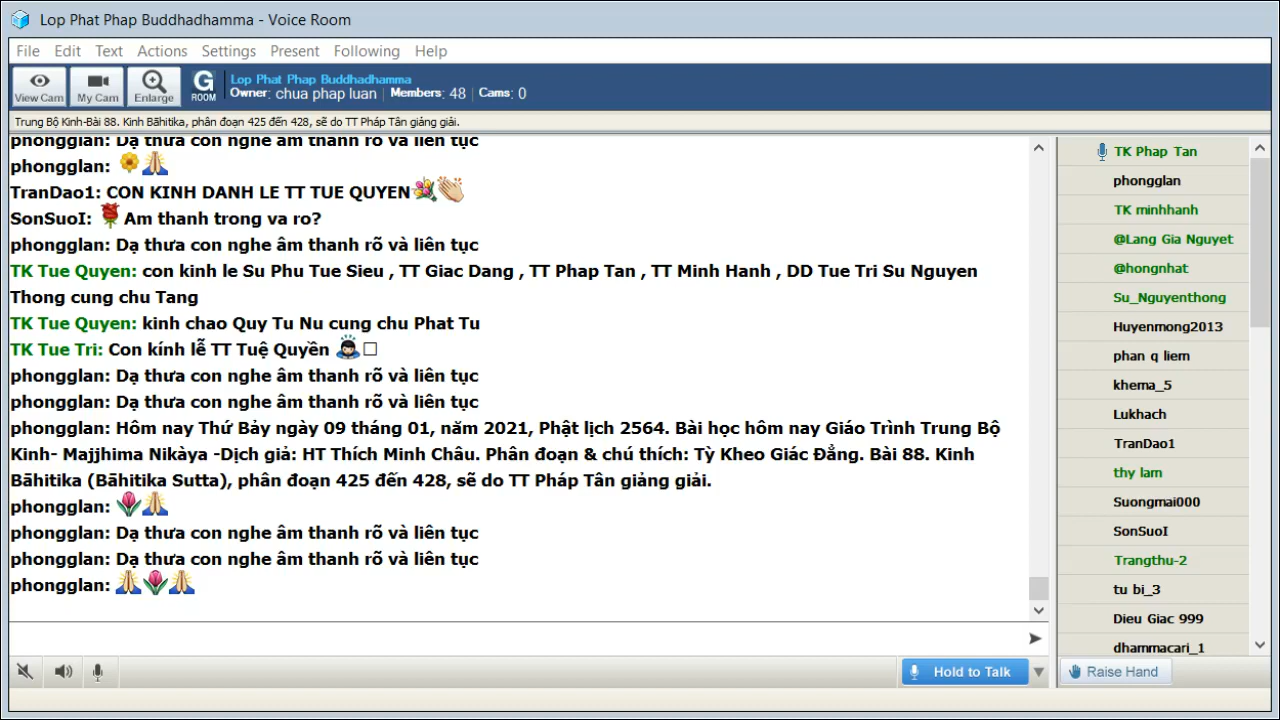 Lop Phat Phap Buddhadhamma - Voice Room
File Edit Text Actions Settings Present Following Help
View Cam My Cam Enlarge G ROOM
Lop Phat Phap Buddhadhamma
Owner: chua phap luan | Members: 48 | Cams: 0
Trung Bộ Kinh-Bài 88. Kinh Bāhitika, phân đoạn 425 đến 428, sẽ do TT Pháp Tân giảng giải.
phongglan: Dạ thưa con nghe âm thanh rõ và liên tục
phongglan: 🌼🙏
TranDao1: CON KINH DANH LE TT TUE QUYEN💐👏
SonSuoI: 🌹Am thanh trong va ro?
phongglan: Dạ thưa con nghe âm thanh rõ và liên tục
TK Tue Quyen: con kinh le Su Phu Tue Sieu , TT Giac Dang , TT Phap Tan , TT Minh Hanh , DD Tue Tri Su Nguyen
Thong cung chu Tang
TK Tue Quyen: kinh chao Quy Tu Nu cung chu Phat Tu
TK Tue Tri: Con kính lễ TT Tuệ Quyền 🙇□
phongglan: Dạ thưa con nghe âm thanh rõ và liên tục
phongglan: Dạ thưa con nghe âm thanh rõ và liên tục
phongglan: Hôm nay Thứ Bảy ngày 09 tháng 01, năm 2021, Phật lịch 2564. Bài học hôm nay Giáo Trình Trung Bộ
Kinh- Majjhima Nikàya -Dịch giả: HT Thích Minh Châu. Phân đoạn & chú thích: Tỳ Kheo Giác Đẳng. Bài 88. Kinh
Bāhitika (Bāhitika Sutta), phân đoạn 425 đến 428, sẽ do TT Pháp Tân giảng giải.
phongglan: 🌷🙏
phongglan: Dạ thưa con nghe âm thanh rõ và liên tục
phongglan: Dạ thưa con nghe âm thanh rõ và liên tục
phongglan: 🙏🌷🙏
TK Phap Tan
phongglan
TK minhhanh
@Lang Gia Nguyet
@hongnhat
Su_Nguyenthong
Huyenmong2013
phan q liem
khema_5
Lukhach
TranDao1
thy lam
Suongmai000
SonSuoI
Trangthu-2
tu bi_3
Dieu Giac 999
dhammacari_1
Hold to Talk
Raise Hand